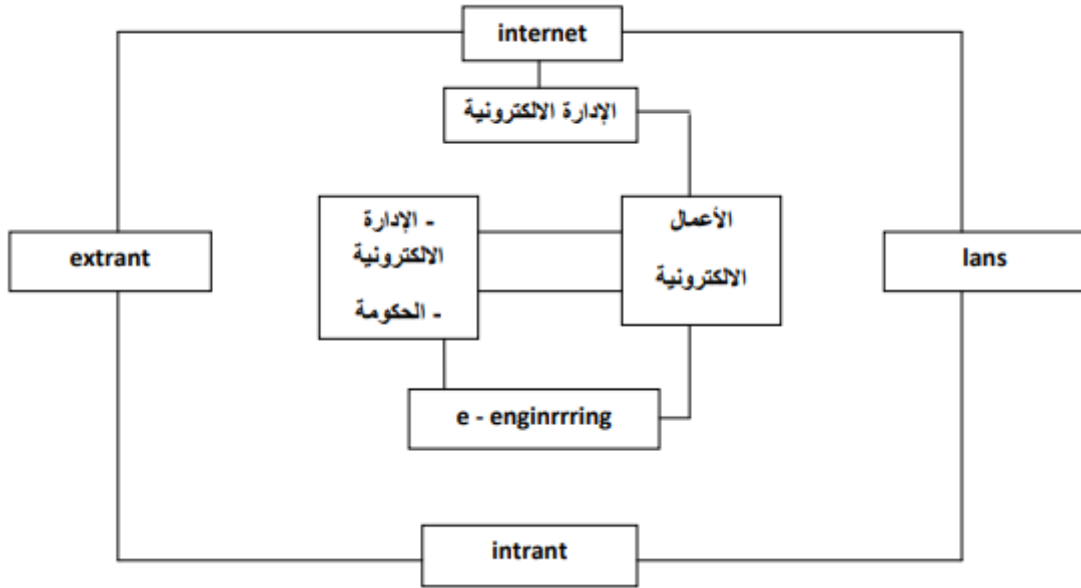 internet
الإدارة الالكترونية
- الإدارة
الالكترونية
- الحكومة
الأعمال
الالكترونية
extrant
lans
e - enginrrring
intrant